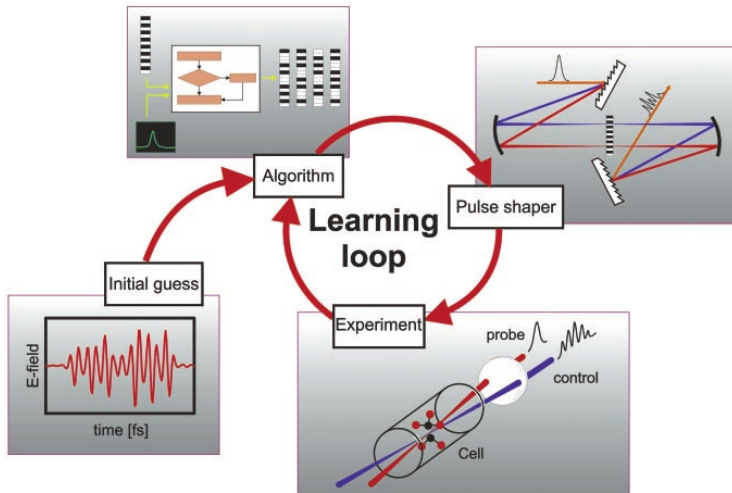 Algorithm
Pulse shaper
Learning
loop
Initial guess
Experiment
E-field
time [fs]
probe
control
Cell